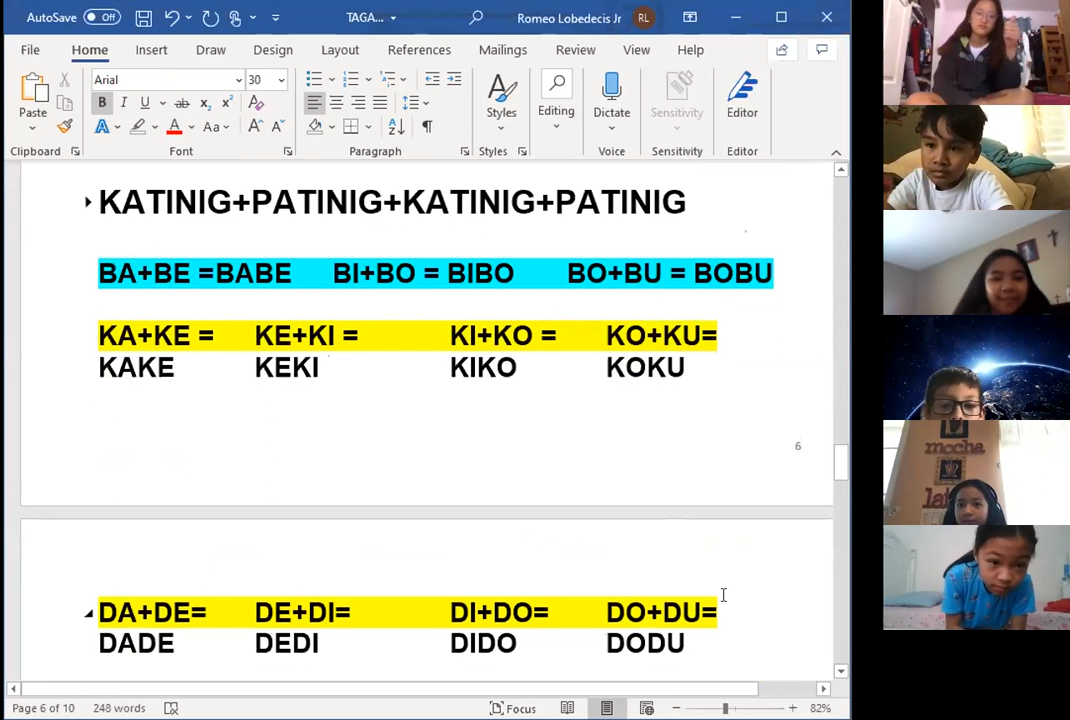 AutoSave Off TAGA... Romeo Lobedecis Jr RL
File Home Insert Draw Design Layout References Mailings Review View Help
Arial 30
Paste Styles Editing Dictate Sensitivity Editor
Clipboard Font Paragraph Styles Voice Sensitivity Editor
KATINIG+PATINIG+KATINIG+PATINIG
BA+BE =BABE BI+BO = BIBO BO+BU = BOBU
KA+KE = KE+KI = KI+KO = KO+KU=
KAKE KEKI KIKO KOKU
6
DA+DE= DE+DI= DI+DO= DO+DU=
DADE DEDI DIDO DODU
Page 6 of 10 248 words Focus 82%
mocha